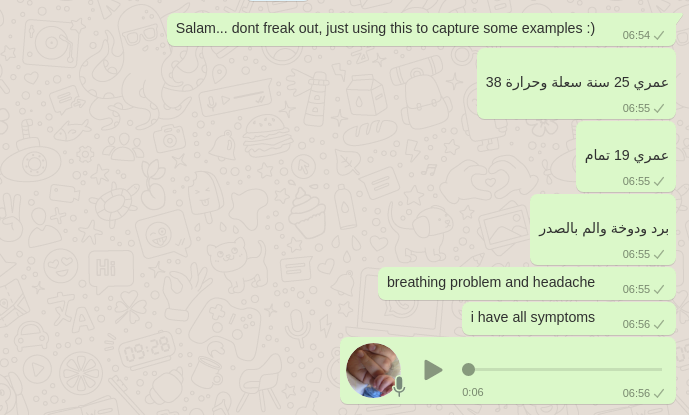 Salam... dont freak out, just using this to capture some examples :)
06:54
عمري 25 سنة سعلة وحرارة 38
06:55
عمري 19 تمام
06:55
برد ودوخة والم بالصدر
06:55
breathing problem and headache
06:55
i have all symptoms
06:56
0:06
06:56